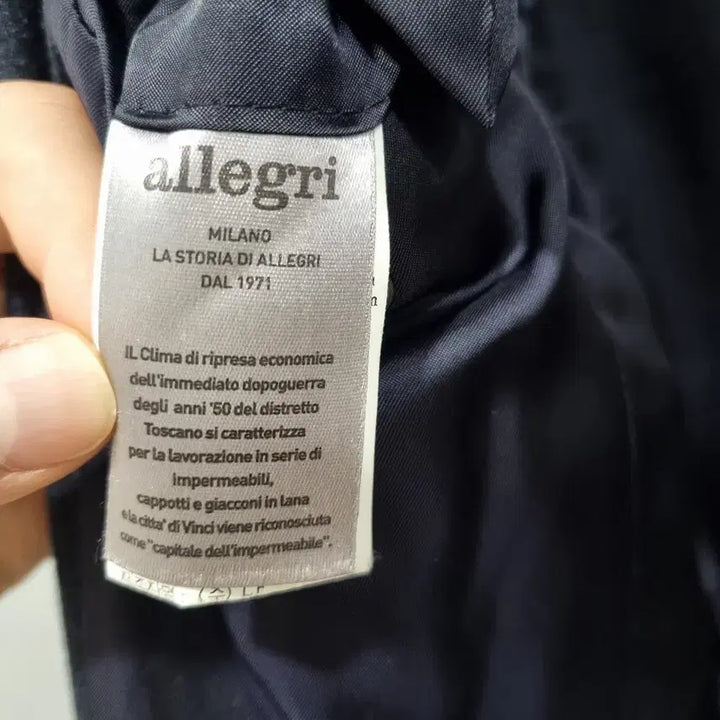 allegri
MILANO
LA STORIA DI ALLEGRI
DAL 1971
IL Clima di ripresa economica
dell'immediato dopoguerra
degli anni '50 del distretto
Toscano si caratterizza
per la lavorazione in serie di
impermeabili,
cappotti e giacconi in lana
e la citta' di Vinci viene riconosciuta
come "capitale dell'impermeabile".